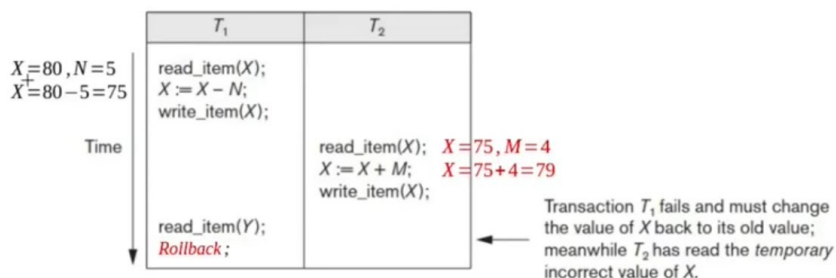 T₁ T₂
X=80 , N=5
+
X=80−5=75
read_item(X);
X := X – N;
write_item(X);
Time
read_item(X); X=75 , M=4
X := X + M; X=75+4=79
write_item(X);
read_item(Y);
Rollback ;
Transaction T₁ fails and must change
the value of X back to its old value;
meanwhile T₂ has read the temporary
incorrect value of X.